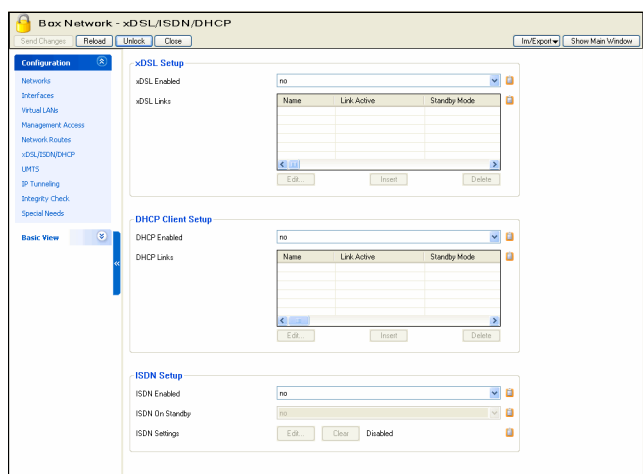 Box Network - xDSL/ISDN/DHCP
Send Changes Reload Unlock Close Im/Export Show Main Window
Configuration
Networks
Interfaces
Virtual LANs
Management Access
Network Routes
xDSL/ISDN/DHCP
UMTS
IP Tunneling
Integrity Check
Special Needs
Basic View
xDSL Setup
xDSL Enabled no
xDSL Links
Name Link Active Standby Mode
Edit... Insert Delete
DHCP Client Setup
DHCP Enabled no
DHCP Links
Name Link Active Standby Mode
Edit... Insert Delete
ISDN Setup
ISDN Enabled no
ISDN On Standby no
ISDN Settings Edit... Clear Disabled